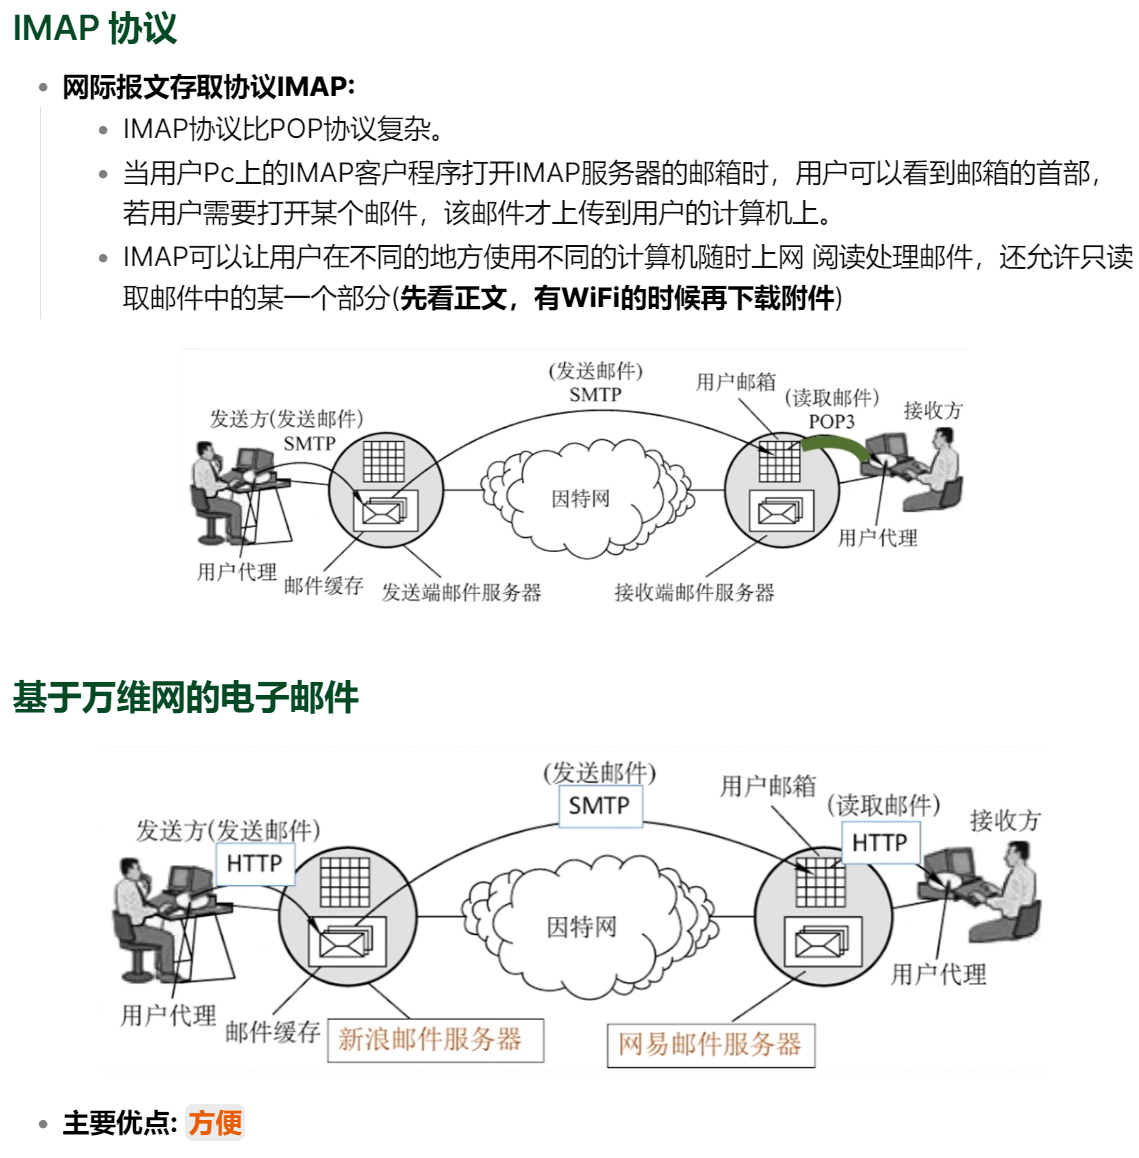 IMAP 协议
网际报文存取协议IMAP:
IMAP协议比POP协议复杂。
当用户Pc上的IMAP客户程序打开IMAP服务器的邮箱时，用户可以看到邮箱的首部，
若用户需要打开某个邮件，该邮件才上传到用户的计算机上。
IMAP可以让用户在不同的地方使用不同的计算机随时上网 阅读处理邮件，还允许只读
取邮件中的某一个部分(先看正文，有WiFi的时候再下载附件)
(发送邮件)
SMTP
用户邮箱
(读取邮件)
POP3
接收方
发送方(发送邮件)
SMTP
因特网
用户代理
用户代理
邮件缓存
发送端邮件服务器
接收端邮件服务器
基于万维网的电子邮件
(发送邮件)
SMTP
用户邮箱
(读取邮件)
HTTP
接收方
发送方(发送邮件)
HTTP
因特网
用户代理
用户代理
邮件缓存
新浪邮件服务器
网易邮件服务器
主要优点: 方便